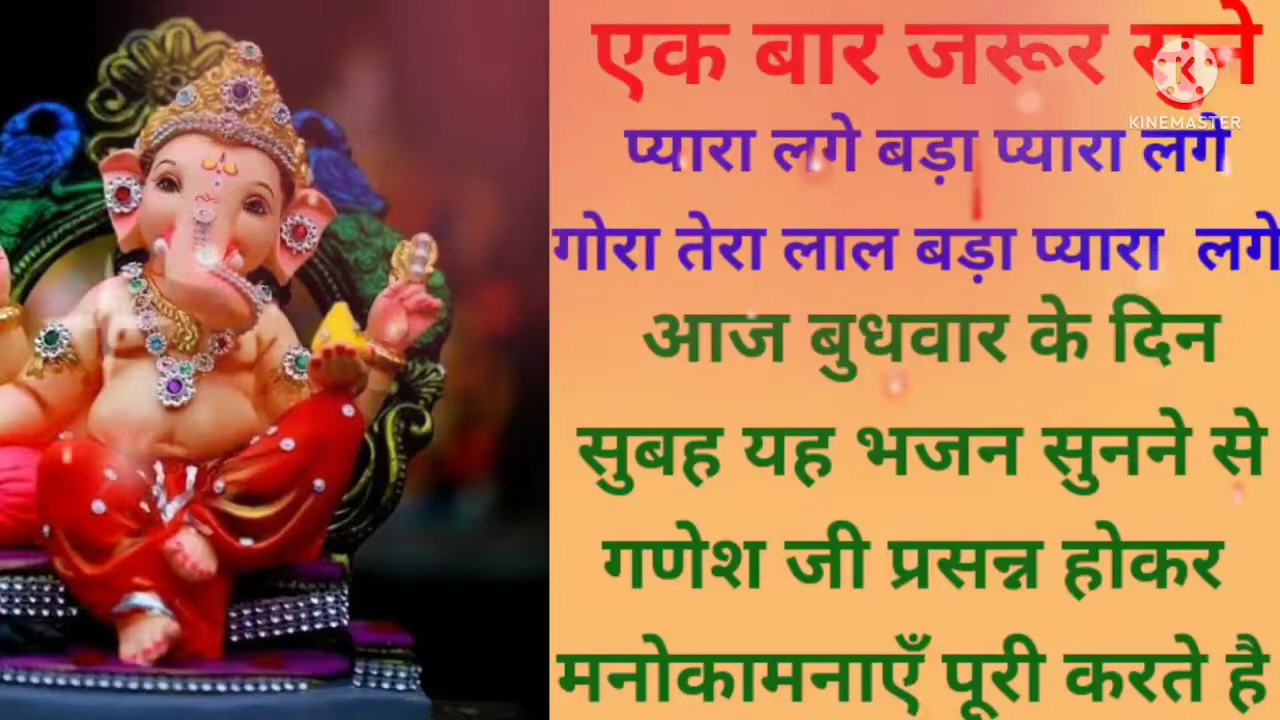 एक बार जरूर सुने
K
KINEMASTER
प्यारा लगे बड़ा प्यारा लगे
गोरा तेरा लाल बड़ा प्यारा लगे
आज बुधवार के दिन
सुबह यह भजन सुनने से
गणेश जी प्रसन्न होकर
मनोकामनाएँ पूरी करते है